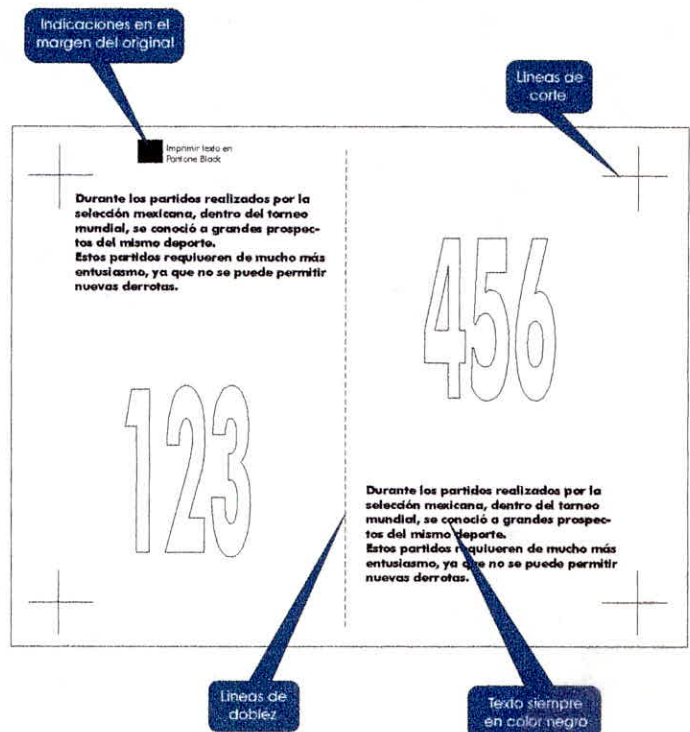 Indicaciones en el
margen del original
Líneas de
corte
Imprimir texto en
Pantone Black
Durante los partidos realizados por la
selección mexicana, dentro del torneo
mundial, se conoció a grandes prospec-
tos del mismo deporte.
Estos partidos requiueren de mucho más
entusiasmo, ya que no se puede permitir
nuevas derrotas.
456
123
Durante los partidos realizados por la
selección mexicana, dentro del torneo
mundial, se conoció a grandes prospec-
tos del mismo deporte.
Estos partidos requiueren de mucho más
entusiasmo, ya que no se puede permitir
nuevas derrotas.
Líneas de
doblez
Texto siempre
en color negro